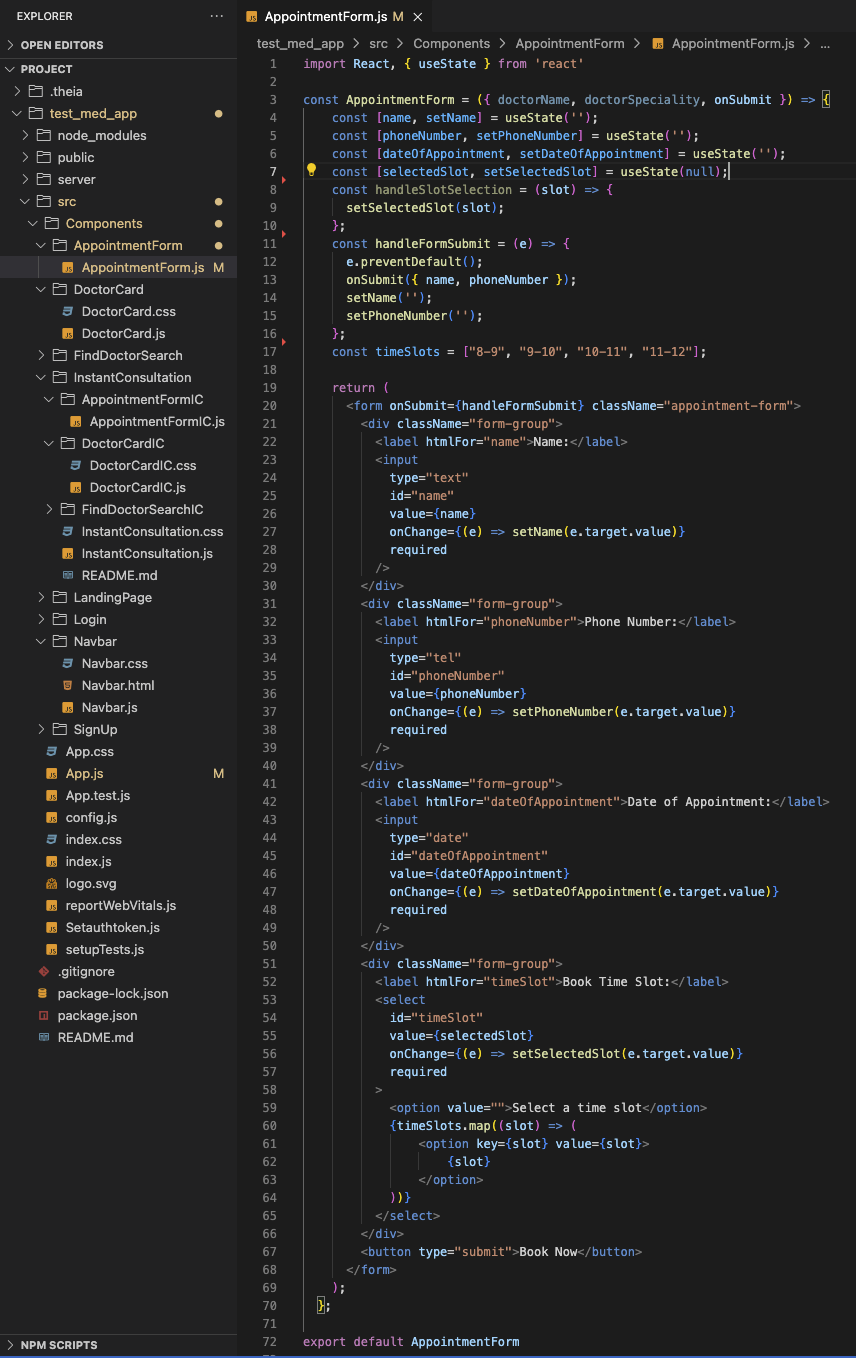 EXPLORER
OPEN EDITORS
PROJECT
.theia
test_med_app
node_modules
public
server
src
Components
AppointmentForm
AppointmentForm.js M
DoctorCard
DoctorCard.css
DoctorCard.js
FindDoctorSearch
InstantConsultation
AppointmentFormIC
AppointmentFormIC.js
DoctorCardIC
DoctorCardIC.css
DoctorCardIC.js
FindDoctorSearchIC
InstantConsultation.css
InstantConsultation.js
README.md
LandingPage
Login
Navbar
Navbar.css
Navbar.html
Navbar.js
SignUp
App.css
App.js M
App.test.js
config.js
index.css
index.js
logo.svg
reportWebVitals.js
Setauthtoken.js
setupTests.js
.gitignore
package-lock.json
package.json
README.md
NPM SCRIPTS
AppointmentForm.js M
test_med_app > src > Components > AppointmentForm > AppointmentForm.js > ...
1 import React, { useState } from 'react'
2
3 const AppointmentForm = ({ doctorName, doctorSpeciality, onSubmit }) => {
4 const [name, setName] = useState('');
5 const [phoneNumber, setPhoneNumber] = useState('');
6 const [dateOfAppointment, setDateOfAppointment] = useState('');
7 const [selectedSlot, setSelectedSlot] = useState(null);
8 const handleSlotSelection = (slot) => {
9 setSelectedSlot(slot);
10 };
11 const handleFormSubmit = (e) => {
12 e.preventDefault();
13 onSubmit({ name, phoneNumber });
14 setName('');
15 setPhoneNumber('');
16 };
17 const timeSlots = ["8-9", "9-10", "10-11", "11-12"];
18
19 return (
20 <form onSubmit={handleFormSubmit} className="appointment-form">
21 <div className="form-group">
22 <label htmlFor="name">Name:</label>
23 <input
24 type="text"
25 id="name"
26 value={name}
27 onChange={(e) => setName(e.target.value)}
28 required
29 />
30 </div>
31 <div className="form-group">
32 <label htmlFor="phoneNumber">Phone Number:</label>
33 <input
34 type="tel"
35 id="phoneNumber"
36 value={phoneNumber}
37 onChange={(e) => setPhoneNumber(e.target.value)}
38 required
39 />
40 </div>
41 <div className="form-group">
42 <label htmlFor="dateOfAppointment">Date of Appointment:</label>
43 <input
44 type="date"
45 id="dateOfAppointment"
46 value={dateOfAppointment}
47 onChange={(e) => setDateOfAppointment(e.target.value)}
48 required
49 />
50 </div>
51 <div className="form-group">
52 <label htmlFor="timeSlot">Book Time Slot:</label>
53 <select
54 id="timeSlot"
55 value={selectedSlot}
56 onChange={(e) => setSelectedSlot(e.target.value)}
57 required
58 >
59 <option value="">Select a time slot</option>
60 {timeSlots.map((slot) => (
61 <option key={slot} value={slot}>
62 {slot}
63 </option>
64 ))}
65 </select>
66 </div>
67 <button type="submit">Book Now</button>
68 </form>
69 );
70 };
71
72 export default AppointmentForm